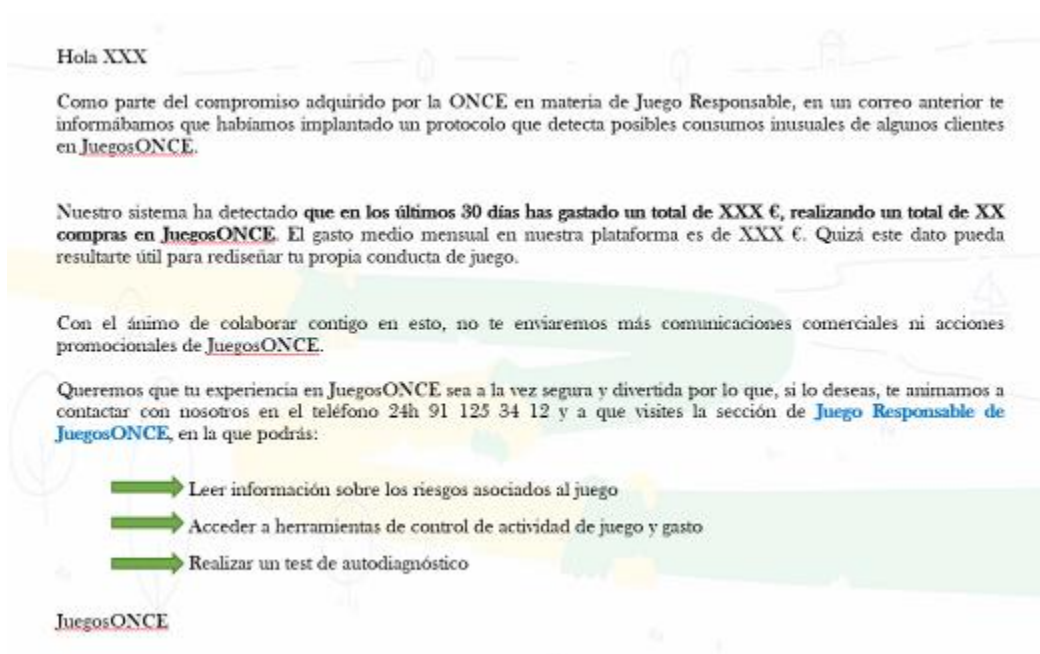 Hola XXX
Como parte del compromiso adquirido por la ONCE en materia de Juego Responsable, en un correo anterior te
informábamos que habíamos implantado un protocolo que detecta posibles consumos inusuales de algunos clientes
en JuegosONCE.
Nuestro sistema ha detectado que en los últimos 30 días has gastado un total de XXX €, realizando un total de XX
compras en JuegosONCE. El gasto medio mensual en nuestra plataforma es de XXX €. Quizá este dato pueda
resultarte útil para rediseñar tu propia conducta de juego.
Con el ánimo de colaborar contigo en esto, no te enviaremos más comunicaciones comerciales ni acciones
promocionales de JuegosONCE.
Queremos que tu experiencia en JuegosONCE sea a la vez segura y divertida por lo que, si lo deseas, te animamos a
contactar con nosotros en el teléfono 24h 91 125 34 12 y a que visites la sección de Juego Responsable de
JuegosONCE, en la que podrás:
Leer información sobre los riesgos asociados al juego
Acceder a herramientas de control de actividad de juego y gasto
Realizar un test de autodiagnóstico
JuegosONCE